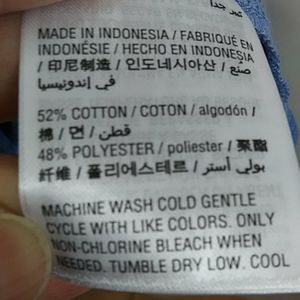 كبير جدا
MADE IN INDONESIA / FABRIQUÉ EN
INDONÉSIE / HECHO EN INDONESIA
/ 印尼制造 / 인도네시아산 / صنع
في إندونيسيا
52% COTTON / COTON / algodón /
棉 / 면 / قطن /
48% POLYESTER / poliester / 聚酯
纤维 / 폴리에스테르 / بولي أستر
MACHINE WASH COLD GENTLE
CYCLE WITH LIKE COLORS. ONLY
NON-CHLORINE BLEACH WHEN
NEEDED. TUMBLE DRY LOW. COOL